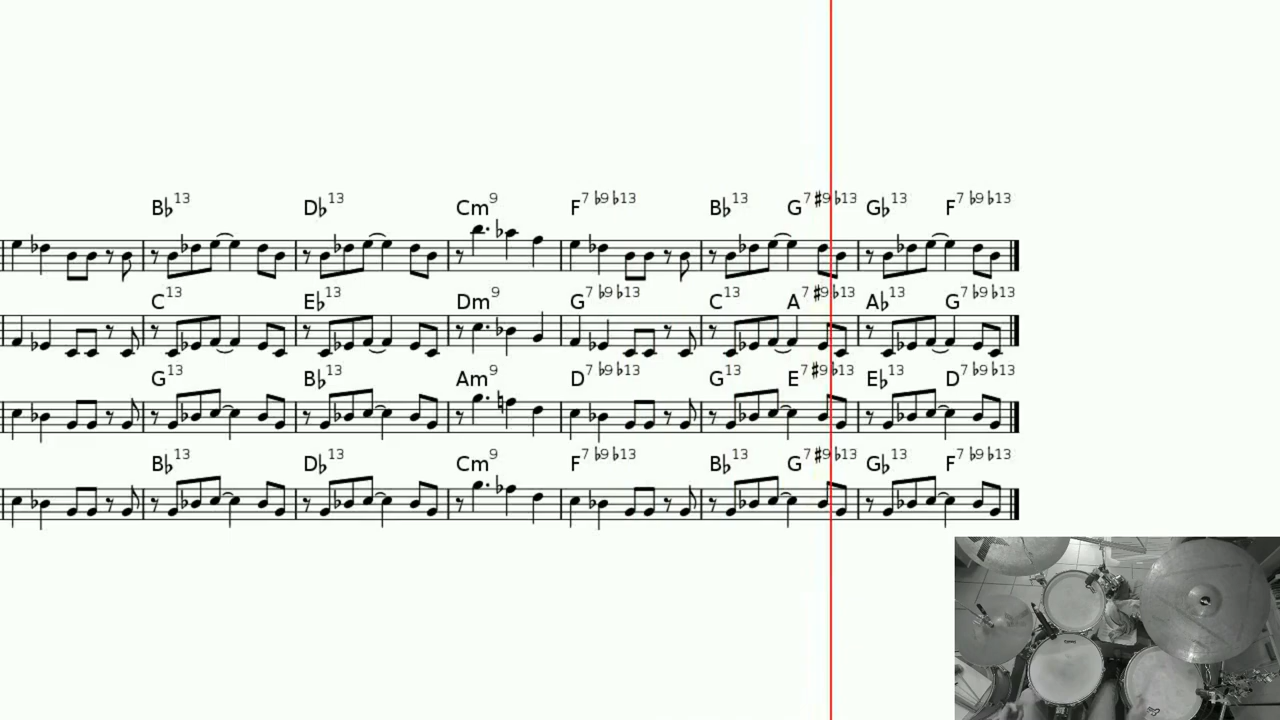 B♭13 D♭13 Cm9 F7♭9♭13 B♭13 G7♯9♭13 G♭13 F7♭9♭13
C13 E♭13 Dm9 G7♭9♭13 C13 A7♯9♭13 A♭13 G7♭9♭13
G13 B♭13 Am9 D7♭9♭13 G13 E7♯9♭13 E♭13 D7♭9♭13
B♭13 D♭13 Cm9 F7♭9♭13 B♭13 G7♯9♭13 G♭13 F7♭9♭13